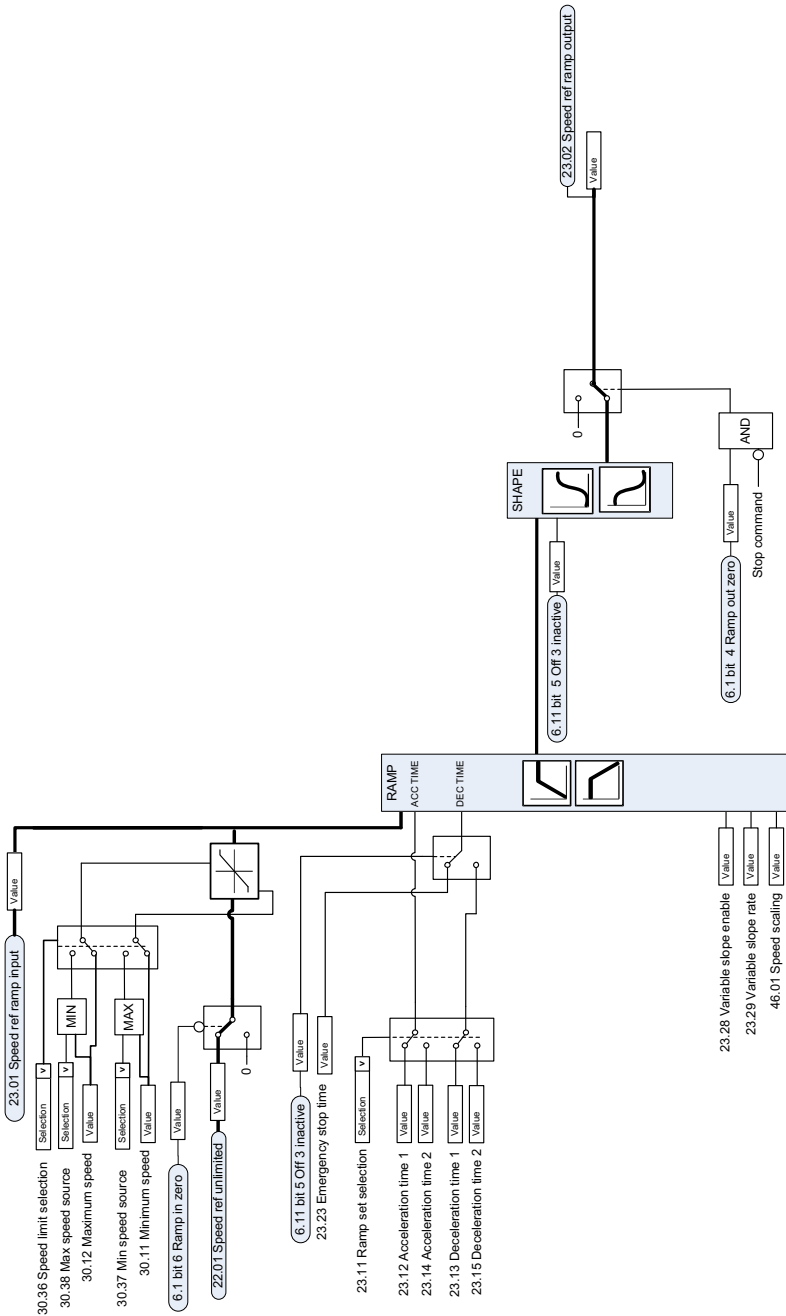 23.01 Speed ref ramp input
Value
30.36 Speed limit selection
Selection
v
30.38 Max speed source
Selection
v
MIN
30.12 Maximum speed
Value
30.37 Min speed source
Selection
v
MAX
30.11 Minimum speed
Value
6.1 bit 6 Ramp in zero
Value
22.01 Speed ref unlimited
Value
0
6.11 bit 5 Off 3 inactive
Value
23.23 Emergency stop time
Value
23.11 Ramp set selection
Selection
v
23.12 Acceleration time 1
Value
23.14 Acceleration time 2
Value
23.13 Deceleration time 1
Value
23.15 Deceleration time 2
Value
RAMP
ACC TIME
DEC TIME
23.28 Variable slope enable
Value
23.29 Variable slope rate
Value
46.01 Speed scaling
Value
SHAPE
6.11 bit 5 Off 3 inactive
Value
0
6.1 bit 4 Ramp out zero
Value
AND
Stop command
23.02 Speed ref ramp output
Value